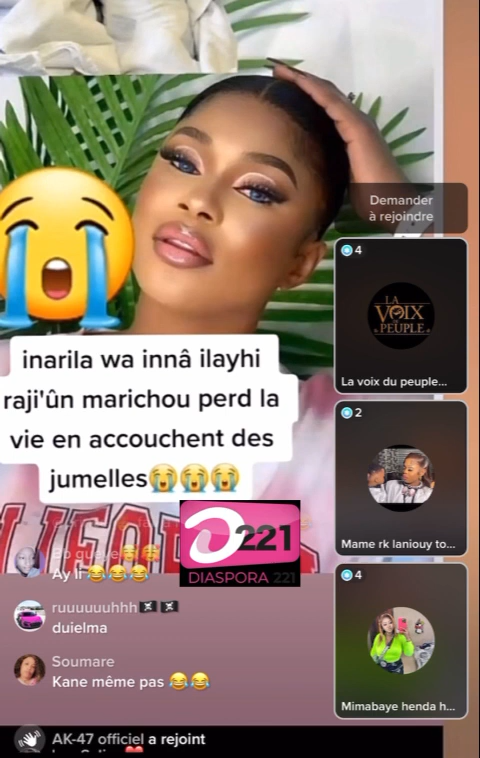 Demander
à rejoindre
4
LA
VOIX
PEUPLE
La voix du peuple...
inarila wa innâ ilayhi
raji'ûn marichou perd la
vie en accouchent des
jumelles😭😭😭
2
Mame rk laniouy to...
221
DIASPORA 221
Bo gueye
Ay li 😂😂😂
ruuuuuuhhh🏴‍☠️🏴‍☠️
duielma
4
Mimabaye henda h...
Soumare
Kane même pas 😂😂
AK-47 officiel a rejoint